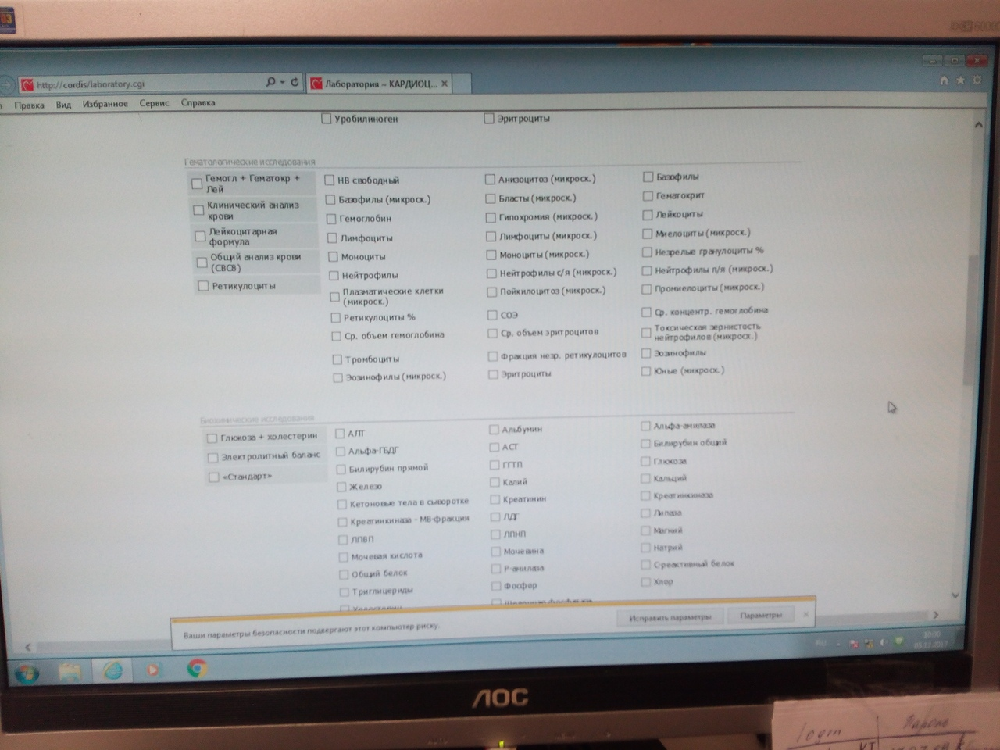 http://cordis/laboratory.cgi
Лаборатория – КАРДИОЦ...
Правка Вид Избранное Сервис Справка
Уробилиноген Эритроциты
Гематологические исследования
Гемогл + Гематокр +
Лей
Клинический анализ
крови
Лейкоцитарная
формула
Общий анализ крови
(CBC8)
Ретикулоциты
НВ свободный Анизоцитоз (микроск.) Базофилы
Базофилы (микроск.) Бласты (микроск.) Гематокрит
Гемоглобин Гипохромия (микроск.) Лейкоциты
Лимфоциты Лимфоциты (микроск.) Миелоциты (микроск.)
Моноциты Моноциты (микроск.) Незрелые гранулоциты %
Нейтрофилы Нейтрофилы с/я (микроск.) Нейтрофилы п/я (микроск.)
Плазматические клетки
(микроск.)
Пойкилоцитоз (микроск.) Промиелоциты (микроск.)
Ретикулоциты % СОЭ Ср. концентр. гемоглобина
Ср. объем гемоглобина Ср. объем эритроцитов
Токсическая зернистость
нейтрофилов (микроск.)
Тромбоциты Фракция незр. ретикулоцитов Эозинофилы
Эозинофилы (микроск.) Эритроциты Юные (микроск.)
Биохимические исследования
Глюкоза + холестерин
Электролитный баланс
«Стандарт»
АЛТ Альбумин Альфа-амилаза
Альфа-ГБДГ АСТ Билирубин общий
Билирубин прямой ГГТП Глюкоза
Железо Калий Кальций
Кетоновые тела в сыворотке Креатинин Креатинкиназа
Креатинкиназа - МВ-фракция ЛДГ Липаза
ЛПВП ЛПНП Магний
Мочевая кислота Мочевина Натрий
Общий белок Р-амилаза С-реактивный белок
Триглицериды Фосфор Хлор
Ваши параметры безопасности подвергают этот компьютер риску.
Исправить параметры Параметры
RU
10:00
05.12.2017
AOC
Пароль